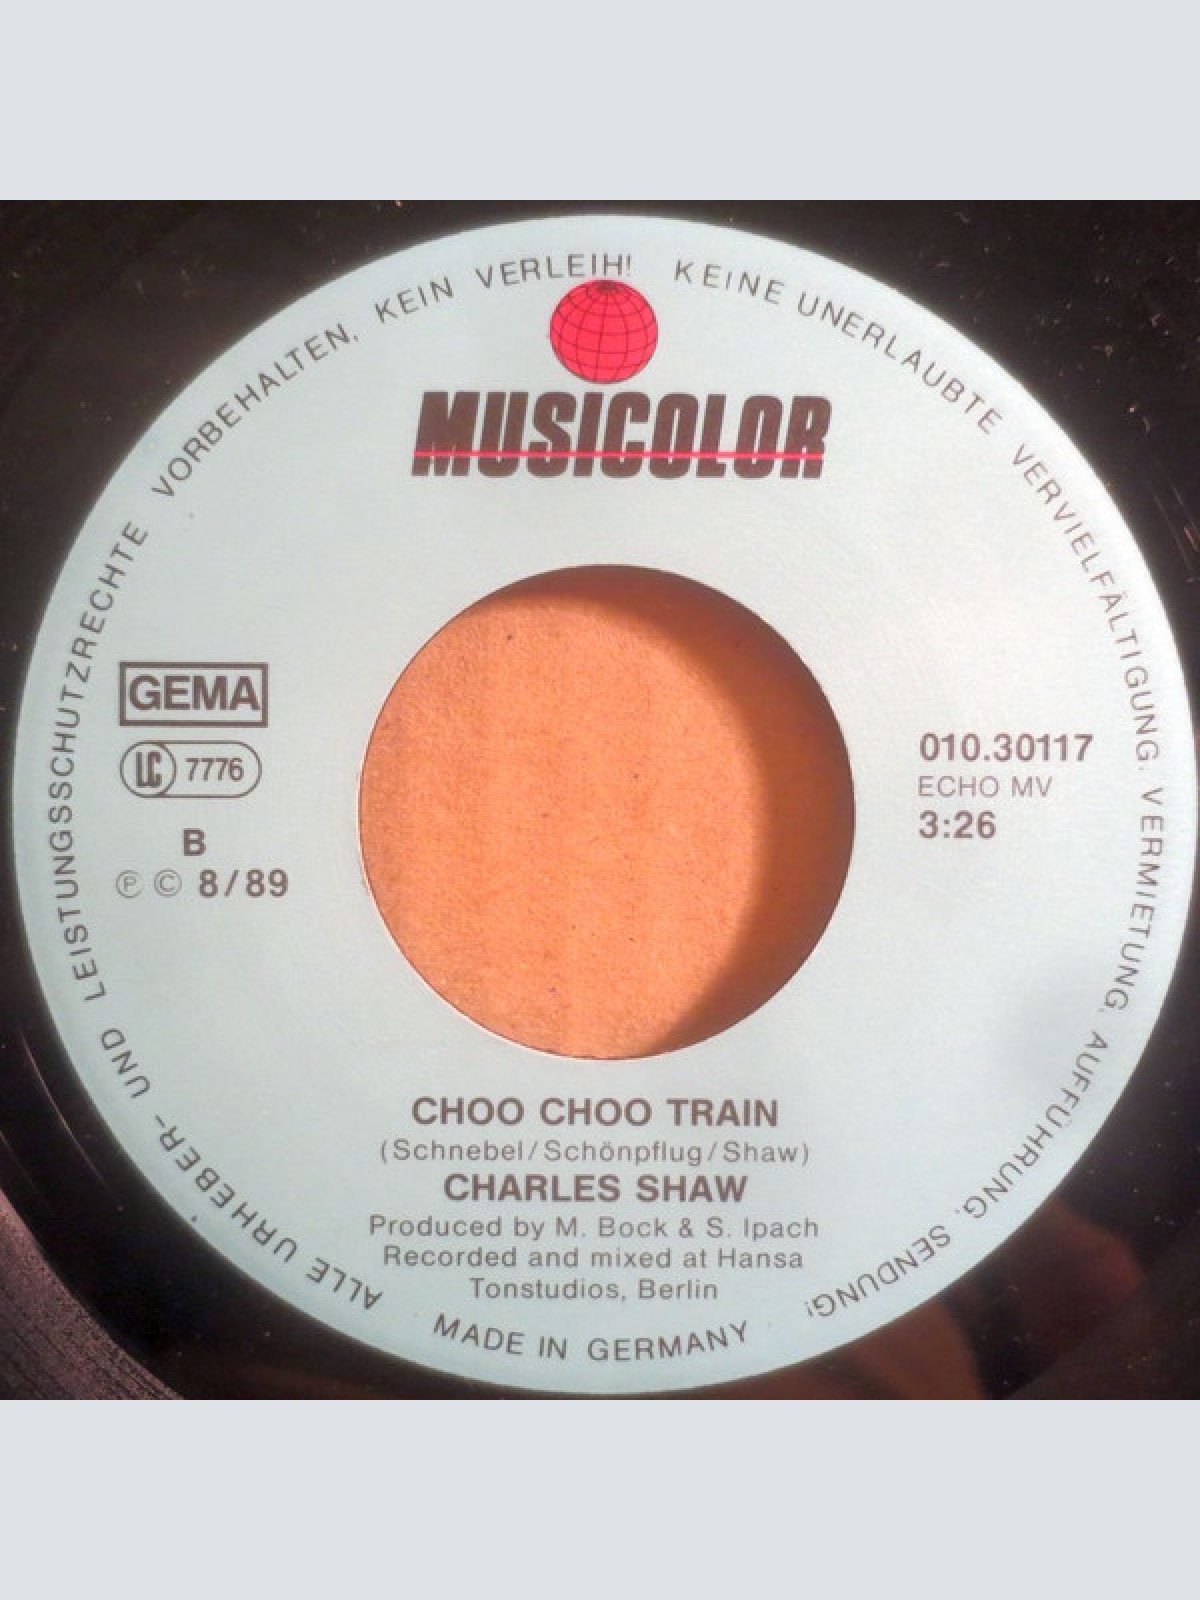 ALLE URHEBER- UND LEISTUNGSSCHUTZRECHTE VORBEHALTEN, KEIN VERLEIH! KEINE UNERLAUBTE VERVIELFÄLTIGUNG, VERMIETUNG, AUFFÜHRUNG, SENDUNG!
MUSICOLOR
GEMA
LC 7776
B
℗ © 8/89
010.30117
ECHO MV
3:26
CHOO CHOO TRAIN
(Schnebel/Schönpflug/Shaw)
CHARLES SHAW
Produced by M. Bock & S. Ipach
Recorded and mixed at Hansa
Tonstudios, Berlin
MADE IN GERMANY